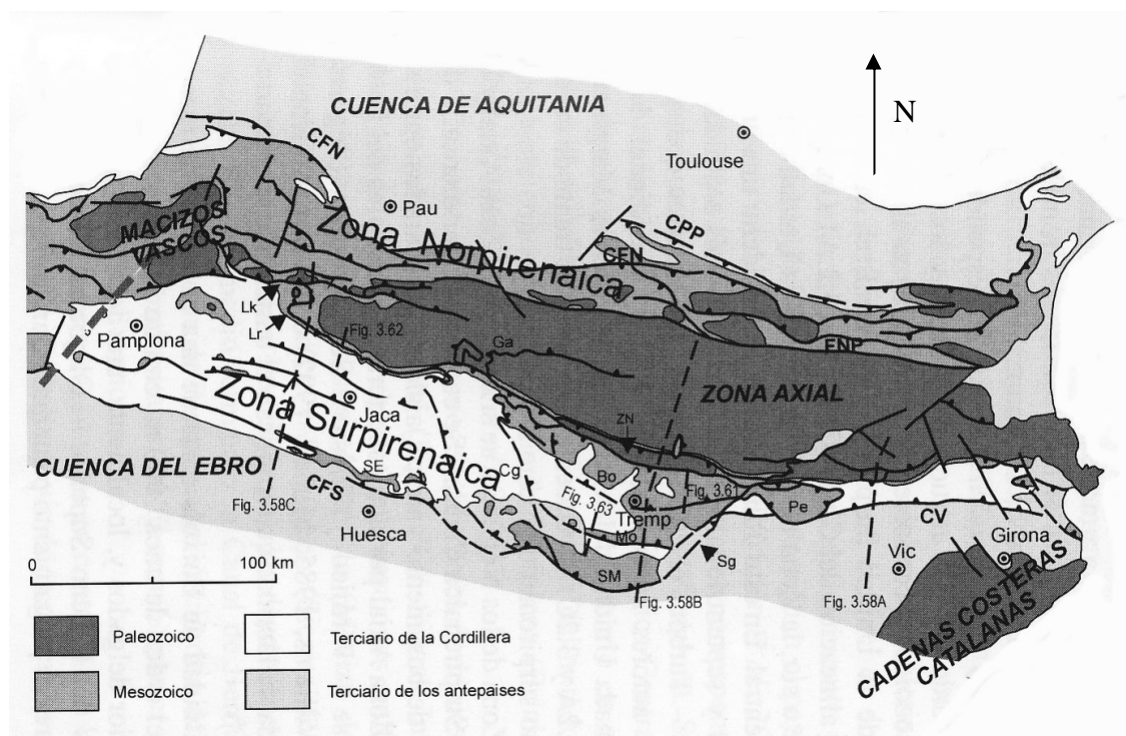 CUENCA DE AQUITANIA
N
Toulouse
CFN
Pau
MACIZOS
VASCOS
Zona Norpirenaica
CPP
CFN
Lk
Lr
Fig. 3.62
Pamplona
Ga
FNP
ZONA AXIAL
Jaca
Zona Surpirenaica
ZN
CUENCA DEL EBRO
SE
Cg
Bo
Fig. 3.61
Fig. 3.58C
CFS
Fig. 3.63
Tremp
Pe
Huesca
Mo
CV
Sg
Vic
Girona
SM
Fig. 3.58B
Fig. 3.58A
CADENAS COSTERAS
CATALANAS
0
100 km
Paleozoico
Terciario de la Cordillera
Mesozoico
Terciario de los antepaises